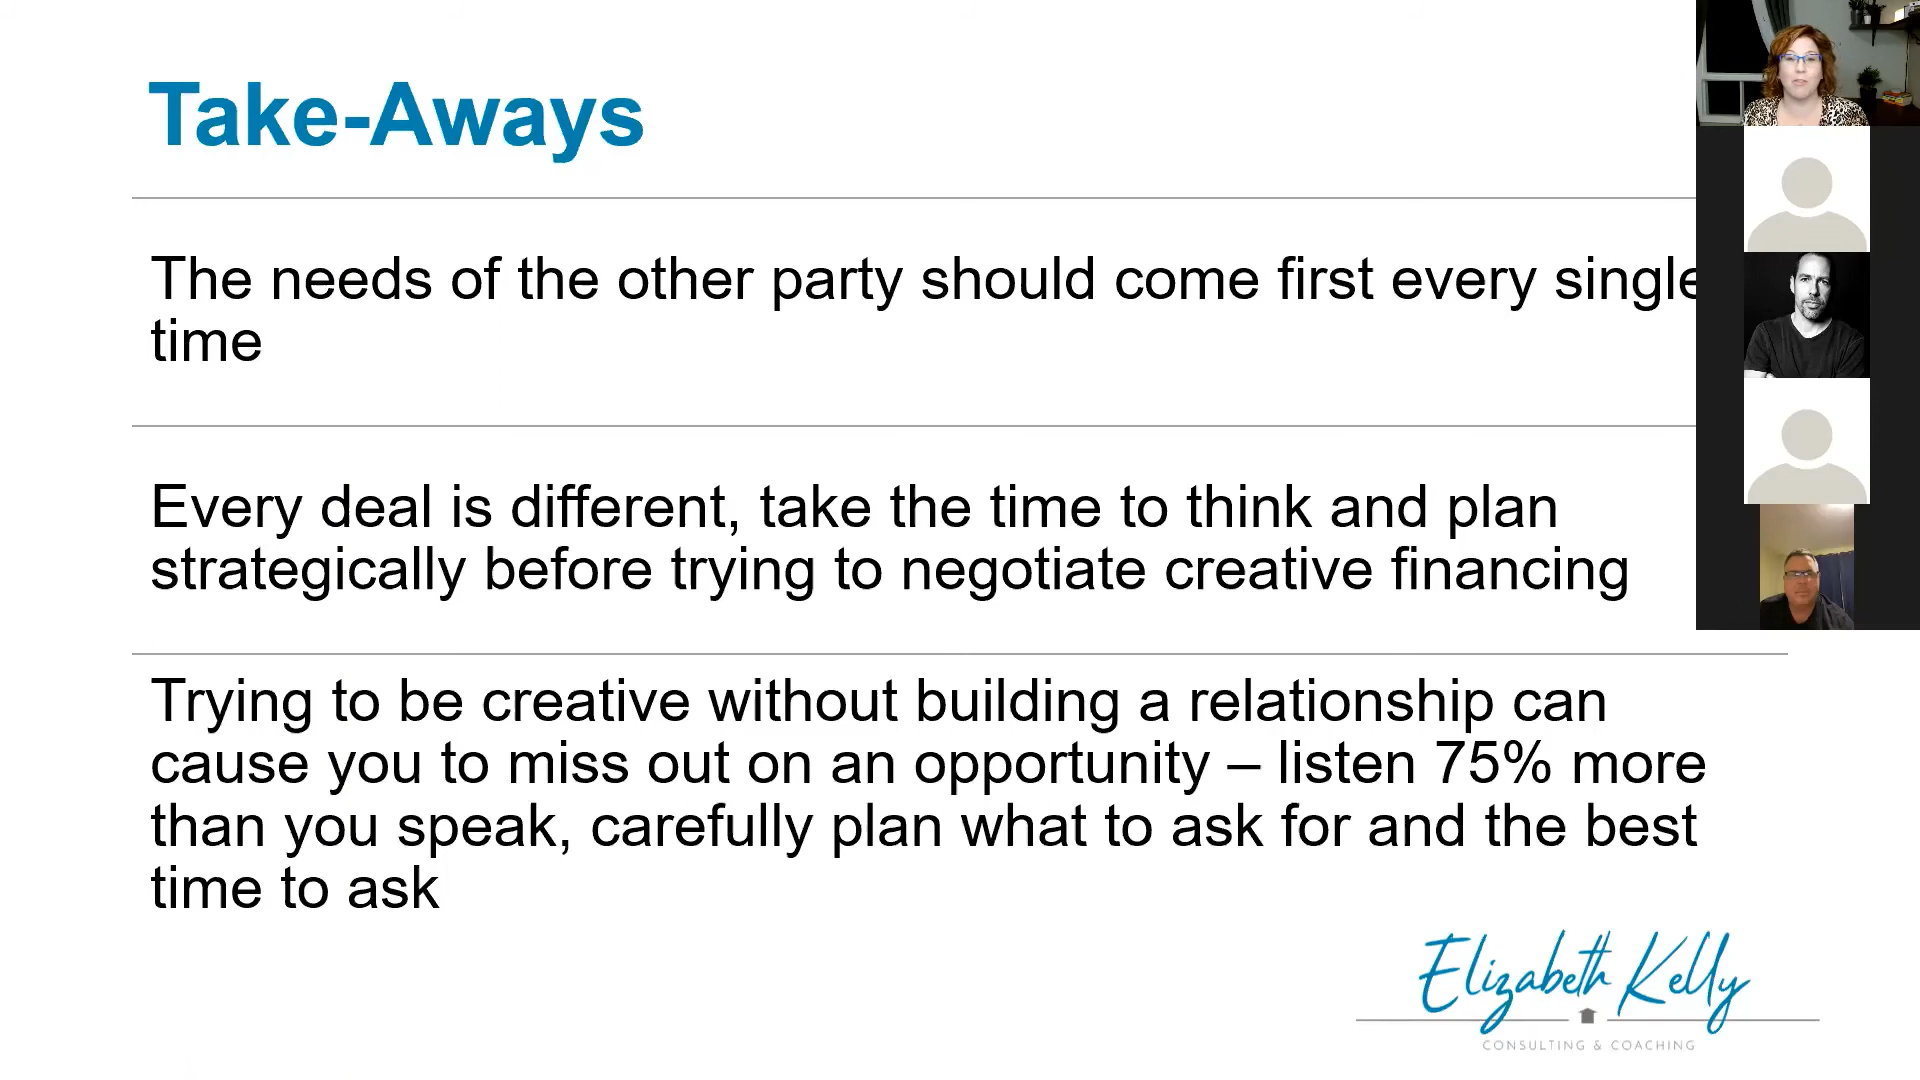 Take-Aways
The needs of the other party should come first every single
time
Every deal is different, take the time to think and plan
strategically before trying to negotiate creative financing
Trying to be creative without building a relationship can
cause you to miss out on an opportunity – listen 75% more
than you speak, carefully plan what to ask for and the best
time to ask
Elizabeth Kelly
CONSULTING & COACHING